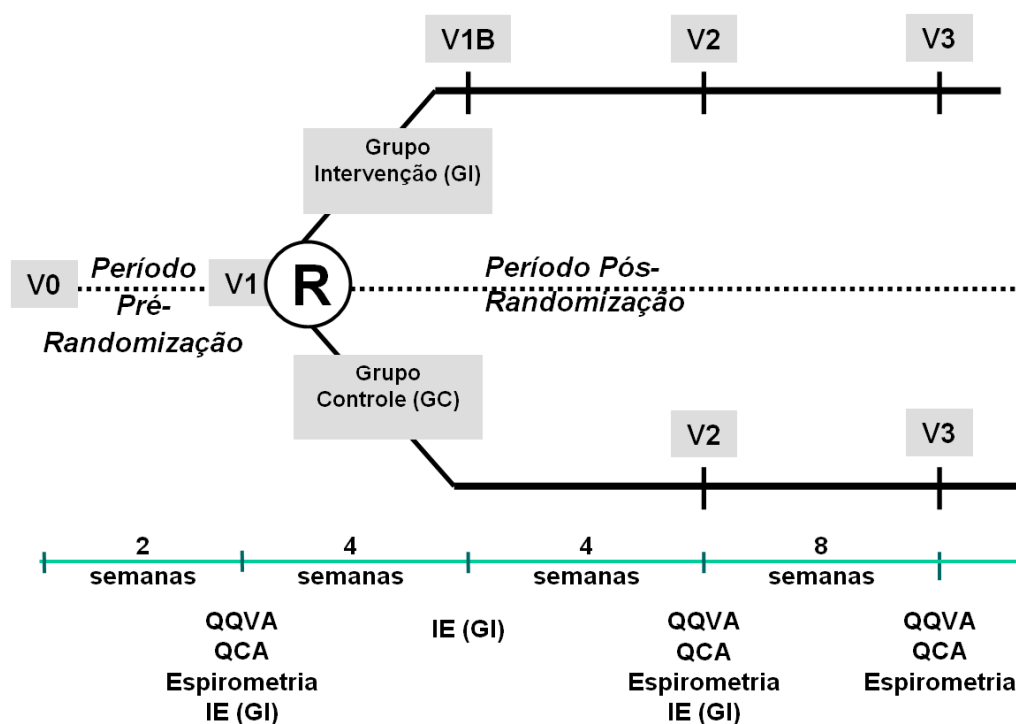 V1B
V2
V3
Grupo
Intervenção (GI)
V0
Período
Pré-
Randomização
V1
R
Período Pós-
Randomização
Grupo
Controle (GC)
V2
V3
2
semanas
4
semanas
4
semanas
8
semanas
QQVA
QCA
Espirometria
IE (GI)
IE (GI)
QQVA
QCA
Espirometria
IE (GI)
QQVA
QCA
Espirometria